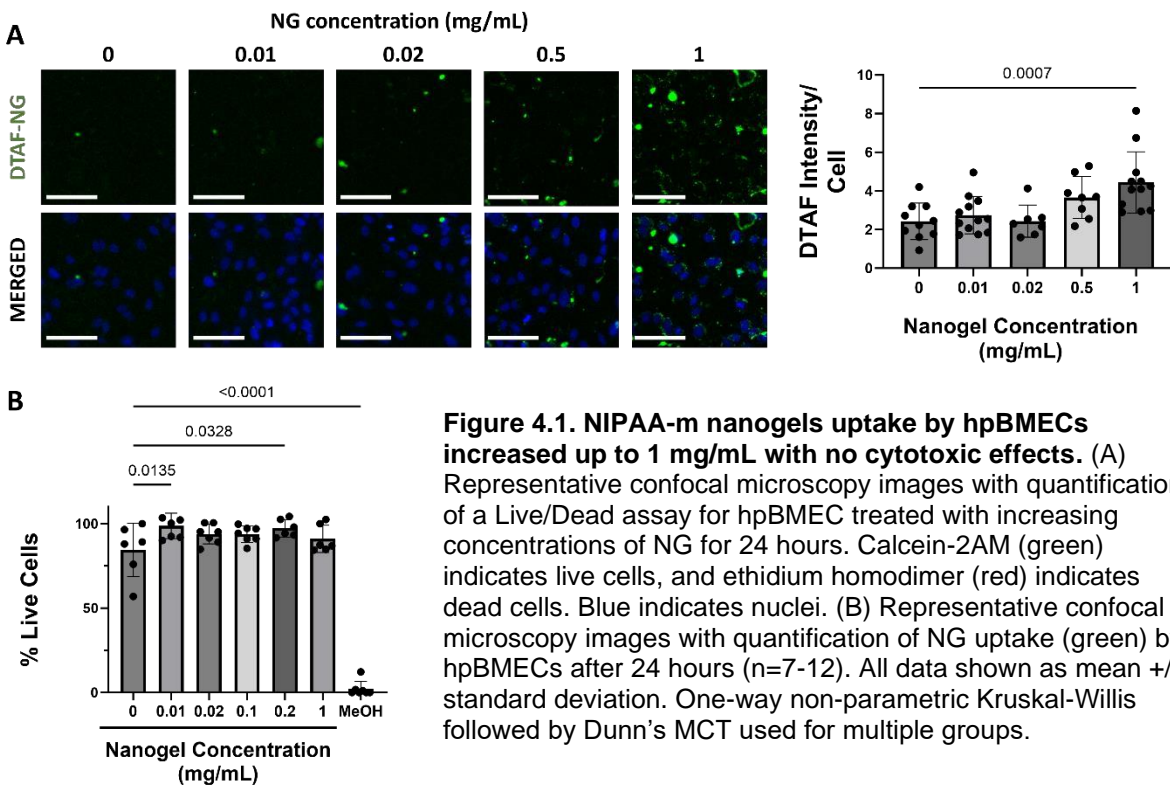 A
NG concentration (mg/mL)
0 0.01 0.02 0.5 1
DTAF-NG
MERGED
0.0007
DTAF Intensity/
Cell
10
8
6
4
2
0
0 0.01 0.02 0.5 1
Nanogel Concentration
(mg/mL)
B
<0.0001
0.0328
0.0135
% Live Cells
100
50
0
0 0.01 0.02 0.1 0.2 1 MeOH
Nanogel Concentration
(mg/mL)
Figure 4.1. NIPAA-m nanogels uptake by hpBMECs
increased up to 1 mg/mL with no cytotoxic effects. (A)
Representative confocal microscopy images with quantification
of a Live/Dead assay for hpBMEC treated with increasing
concentrations of NG for 24 hours. Calcein-2AM (green)
indicates live cells, and ethidium homodimer (red) indicates
dead cells. Blue indicates nuclei. (B) Representative confocal
microscopy images with quantification of NG uptake (green) b
hpBMECs after 24 hours (n=7-12). All data shown as mean +/
standard deviation. One-way non-parametric Kruskal-Willis
followed by Dunn's MCT used for multiple groups.